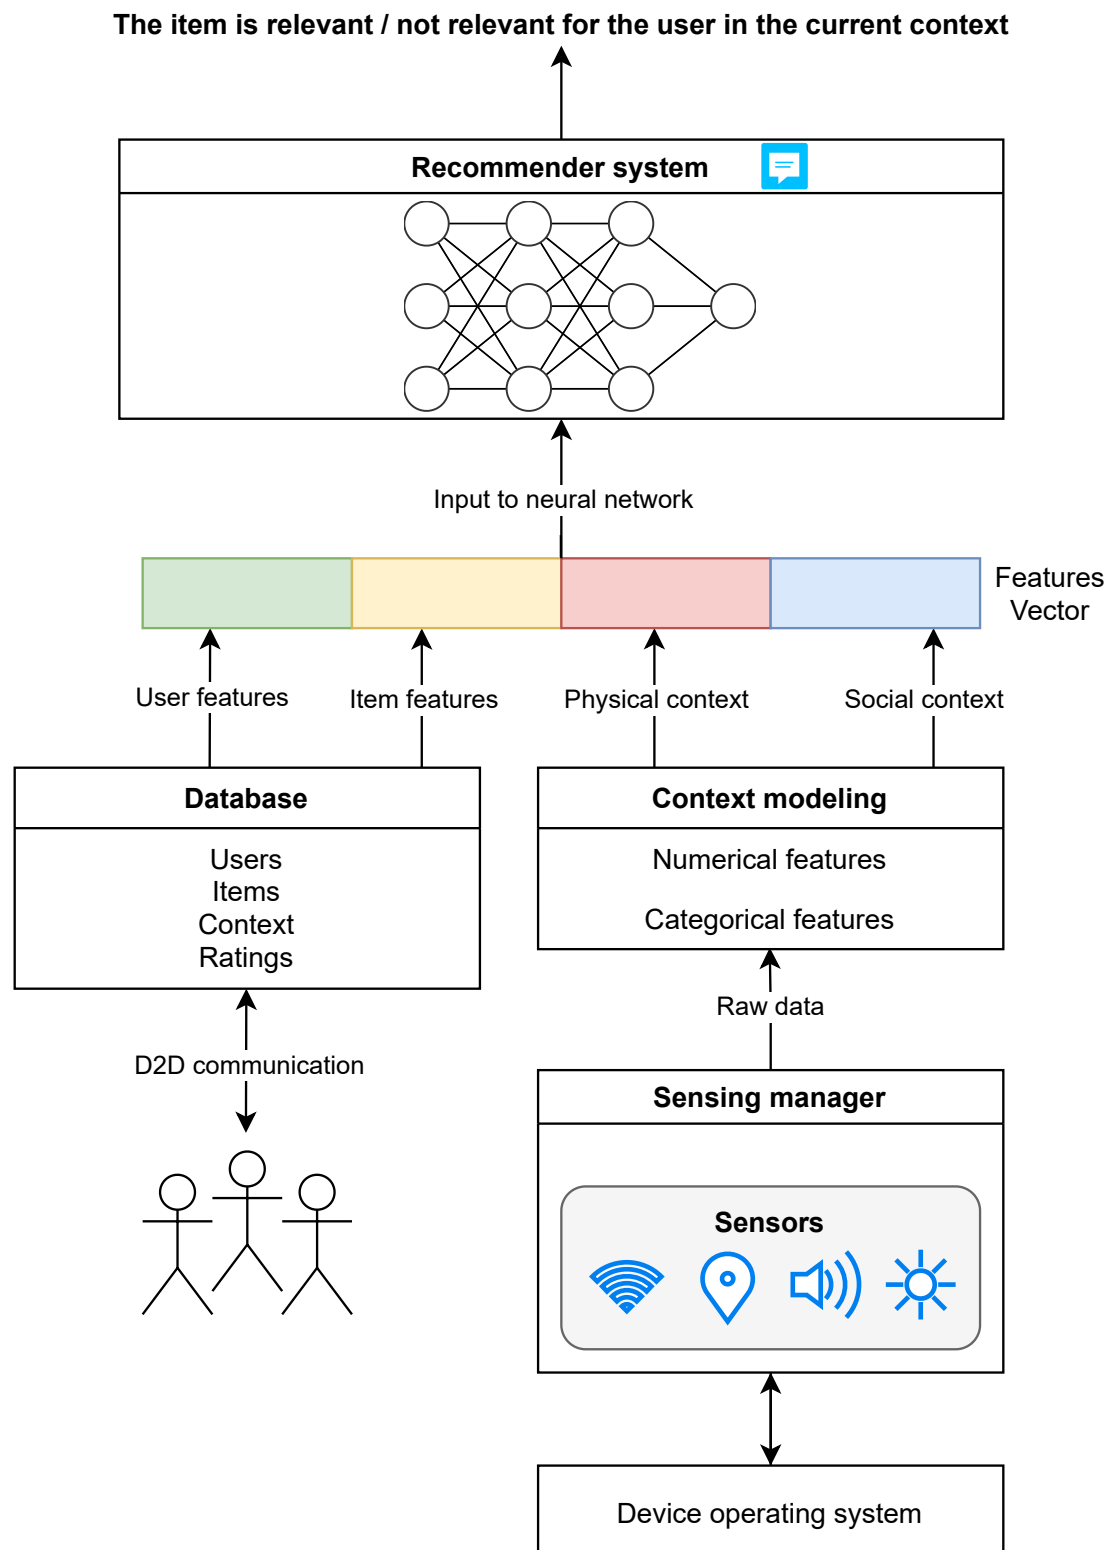 The item is relevant / not relevant for the user in the current context
Recommender system
Input to neural network
Features
Vector
User features
Item features
Physical context
Social context
Database
Users
Items
Context
Ratings
Context modeling
Numerical features
Categorical features
D2D communication
Raw data
Sensing manager
Sensors
Device operating system